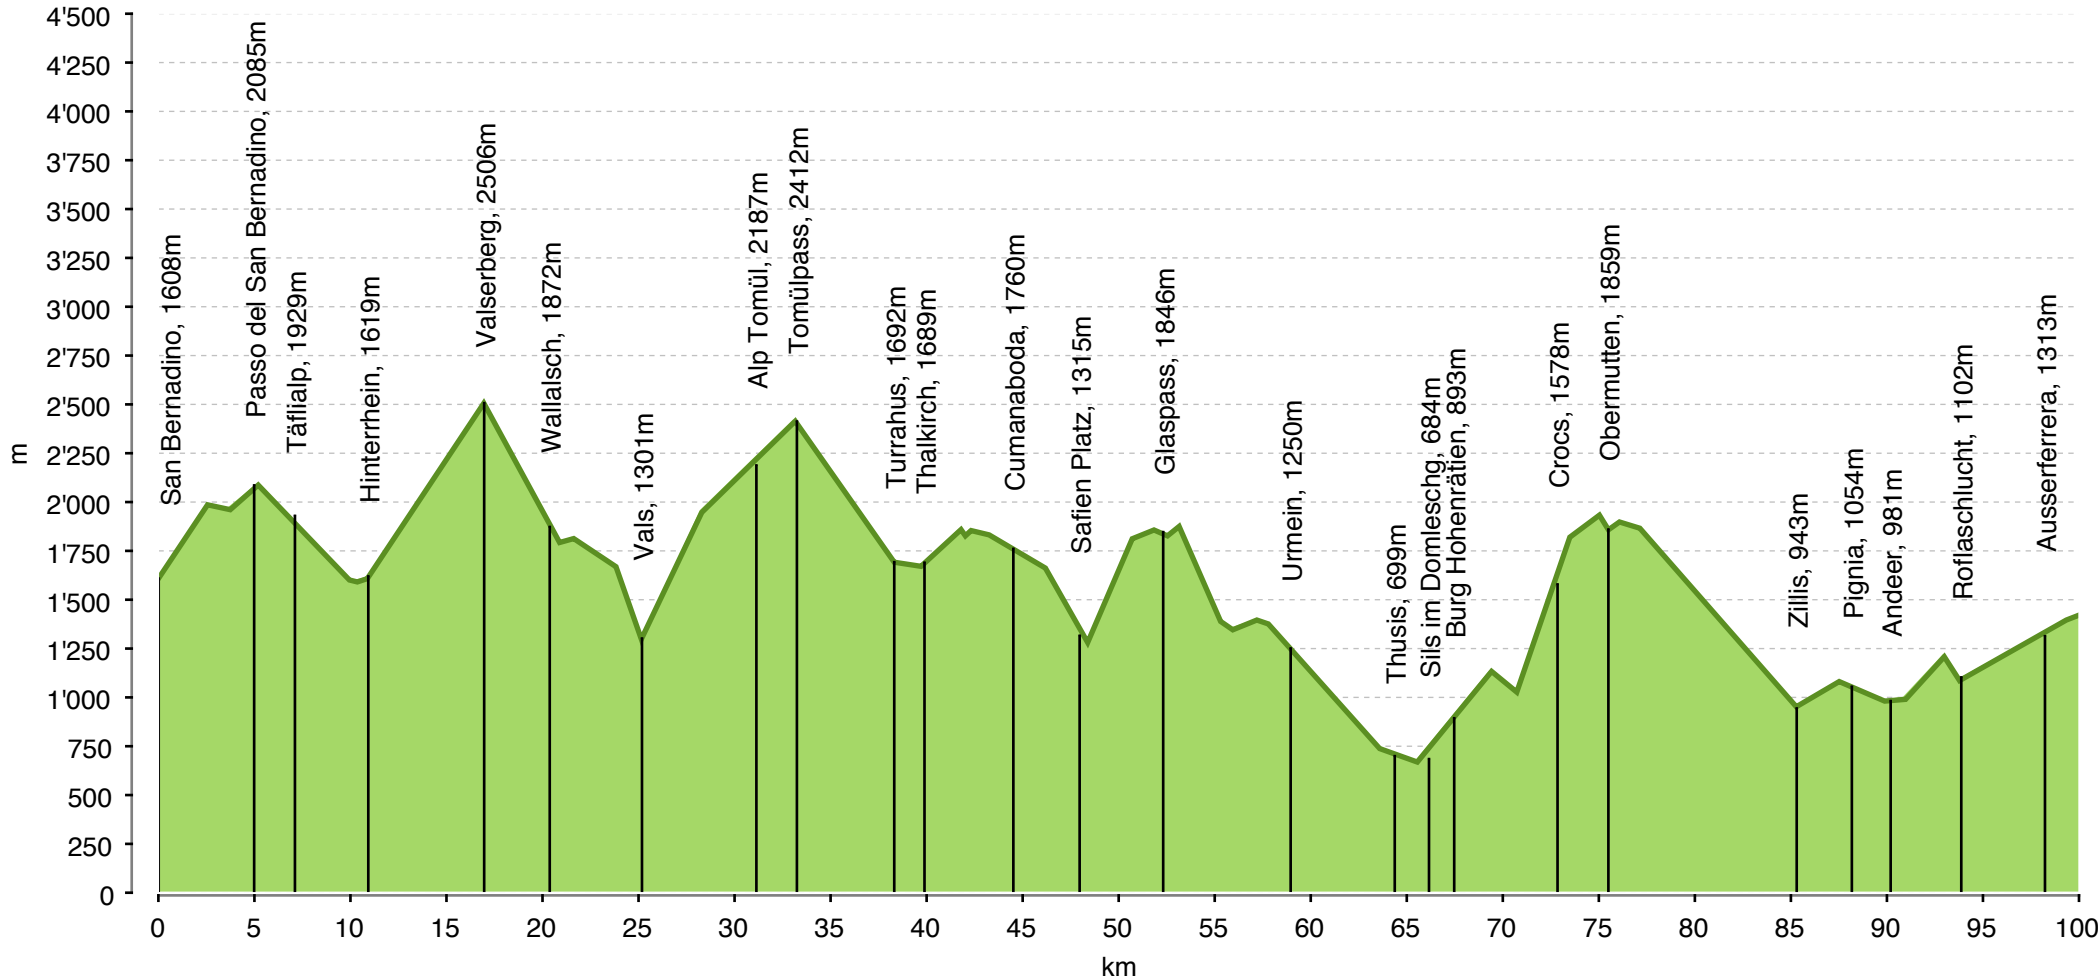 4'500
4'250
4'000
3'750
3'500
3'250
3'000
2'750
2'500
2'250
2'000
1'750
1'500
1'250
1'000
750
500
250
0
m
San Bernadino, 1608m
Passo del San Bernadino, 2085m
Täflialp, 1929m
Hinterrhein, 1619m
Valserberg, 2506m
Wallalsch, 1872m
Vals, 1301m
Alp Tomül, 2187m
Tomülpass, 2412m
Turrahus, 1692m
Thalkirch, 1689m
Cumanaboda, 1760m
Safien Platz, 1315m
Glaspass, 1846m
Urmein, 1250m
Thusis, 699m
Sils im Domleschg, 684m
Burg Hohenrätien, 893m
Crocs, 1578m
Obermutten, 1859m
Zillis, 943m
Pignia, 1054m
Andeer, 981m
Roflaschlucht, 1102m
Ausserferrera, 1313m
0 5 10 15 20 25 30 35 40 45 50 55 60 65 70 75 80 85 90 95 100
km